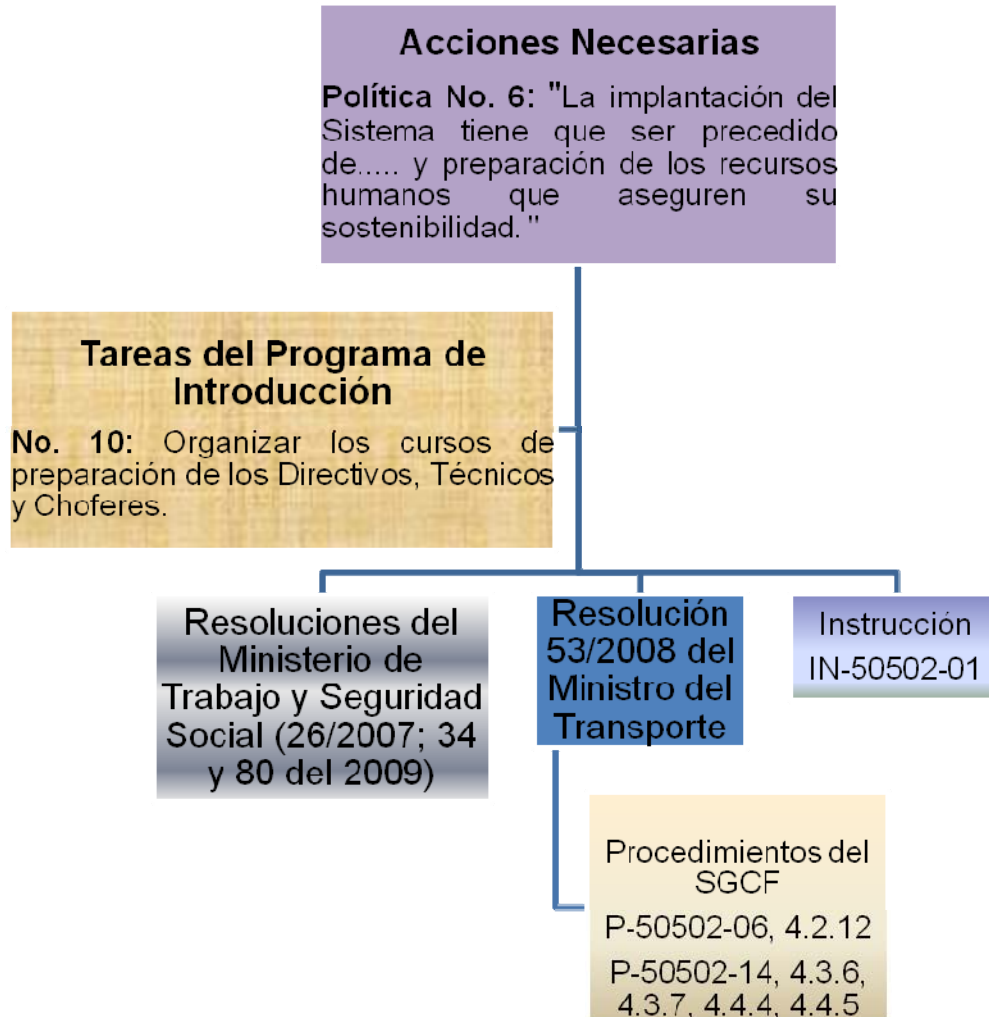 Acciones Necesarias
Política No. 6: "La implantación del
Sistema tiene que ser precedido
de..... y preparación de los recursos
humanos que aseguren su
sostenibilidad. "
Tareas del Programa de
Introducción
No. 10: Organizar los cursos de
preparación de los Directivos, Técnicos
y Choferes.
Resoluciones del
Ministerio de
Trabajo y Seguridad
Social (26/2007; 34
y 80 del 2009)
Resolución
53/2008 del
Ministro del
Transporte
Instrucción
IN-50502-01
Procedimientos del
SGCF
P-50502-06, 4.2.12
P-50502-14, 4.3.6,
4.3.7, 4.4.4, 4.4.5